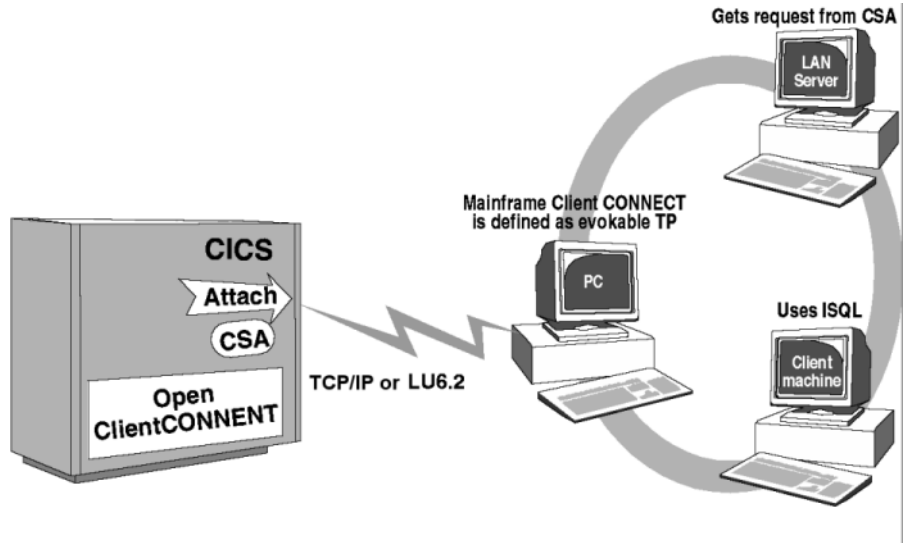 Gets request from CSA
LAN
Server
Mainframe Client CONNECT
is defined as evokable TP
PC
CICS
Attach
CSA
Open
ClientCONNENT
TCP/IP or LU6.2
Uses ISQL
Client
machine